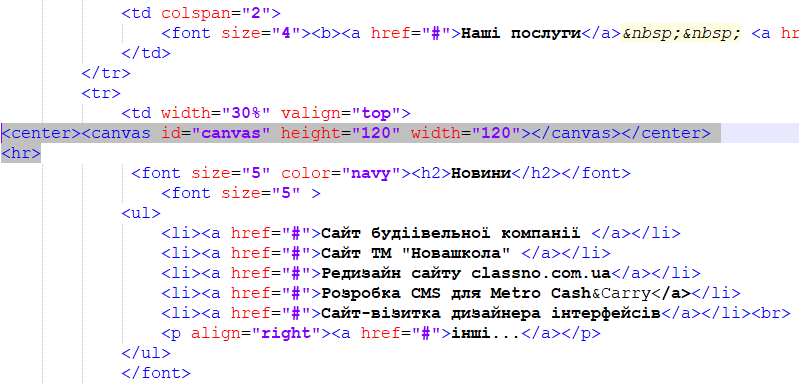 <td colspan="2">
<font size="4"><b><a href="#">Наші послуги</a>&nbsp;&nbsp; <a hr
</td>
</tr>
<tr>
<td width="30%" valign="top">
<center><canvas id="canvas" height="120" width="120"></canvas></center>
<hr>
<font size="5" color="navy"><h2>Новини</h2></font>
<font size="5" >
<ul>
<li><a href="#">Сайт будіівельної компанії </a></li>
<li><a href="#">Сайт ТМ "Новашкола" </a></li>
<li><a href="#">Редизайн сайту classno.com.ua</a></li>
<li><a href="#">Розробка CMS для Metro Cash&Carry</a></li>
<li><a href="#">Сайт-візитка дизайнера інтерфейсів</a></li><br>
<p align="right"><a href="#">інші...</a></p>
</ul>
</font>